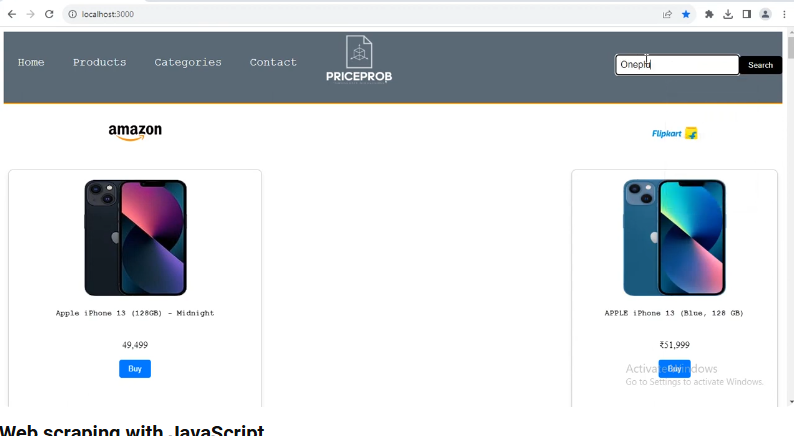 localhost:3000
Home Products Categories Contact
PRICEPROB
Search
amazon
Flipkart
Apple iPhone 13 (128GB) - Midnight
49,499
Buy
APPLE iPhone 13 (Blue, 128 GB)
₹51,999
Buy
Activate Windows
Go to Settings to activate Windows.
Web scraping with JavaScript